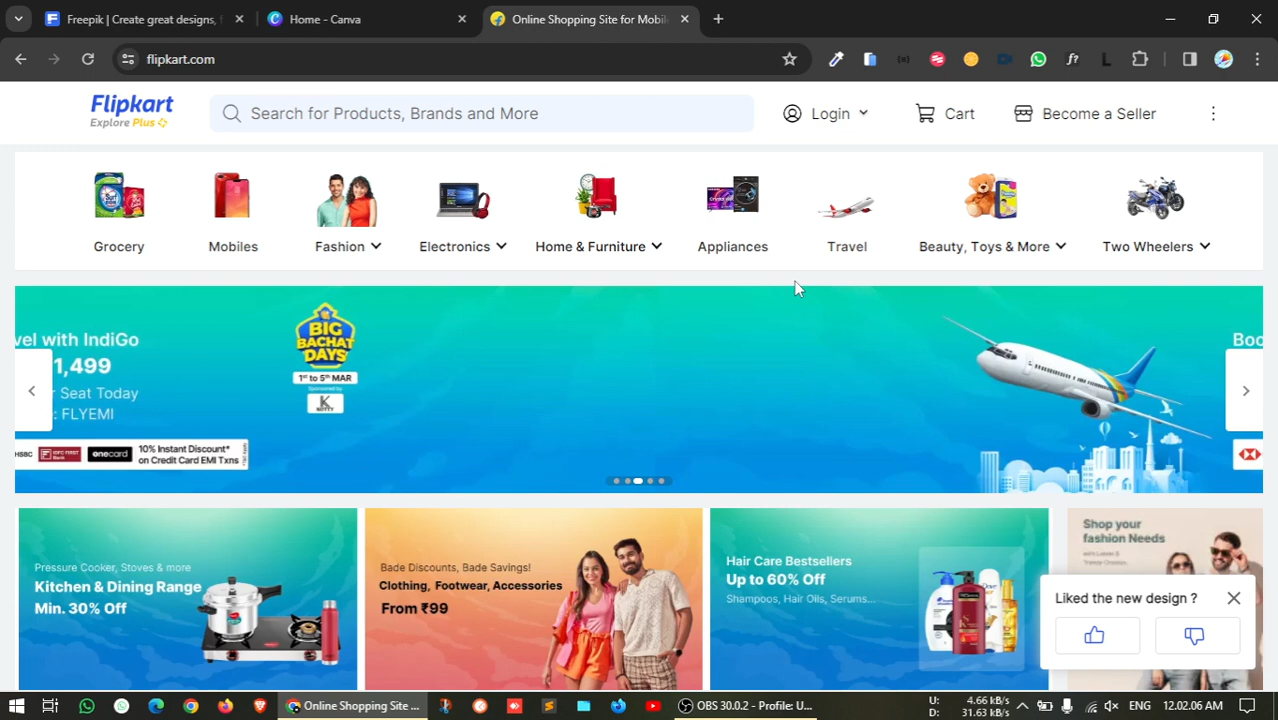 Freepik | Create great designs, f
Home - Canva
Online Shopping Site for Mobil
flipkart.com
Flipkart
Explore Plus
Search for Products, Brands and More
Login
Cart
Become a Seller
Grocery
Mobiles
Fashion
Electronics
Home & Furniture
Appliances
Travel
Beauty, Toys & More
Two Wheelers
vel with IndiGo
1,499
Seat Today
: FLYEMI
HSBC
IDFC FIRST
Bank
onecard
10% Instant Discount*
on Credit Card EMI Txns
BIG
BACHAT
DAYS
1st to 5th MAR
Sponsored by
Boo
Pressure Cooker, Stoves & more
Kitchen & Dining Range
Min. 30% Off
Bade Discounts, Bade Savings!
Clothing, Footwear, Accessories
From ₹99
Hair Care Bestsellers
Up to 60% Off
Shampoos, Hair Oils, Serums...
Shop your
fashion Needs
Liked the new design ?
Online Shopping Site ...
OBS 30.0.2 - Profile: U...
U: 4.66 kB/s
D: 31.63 kB/s
ENG
12.02.06 AM